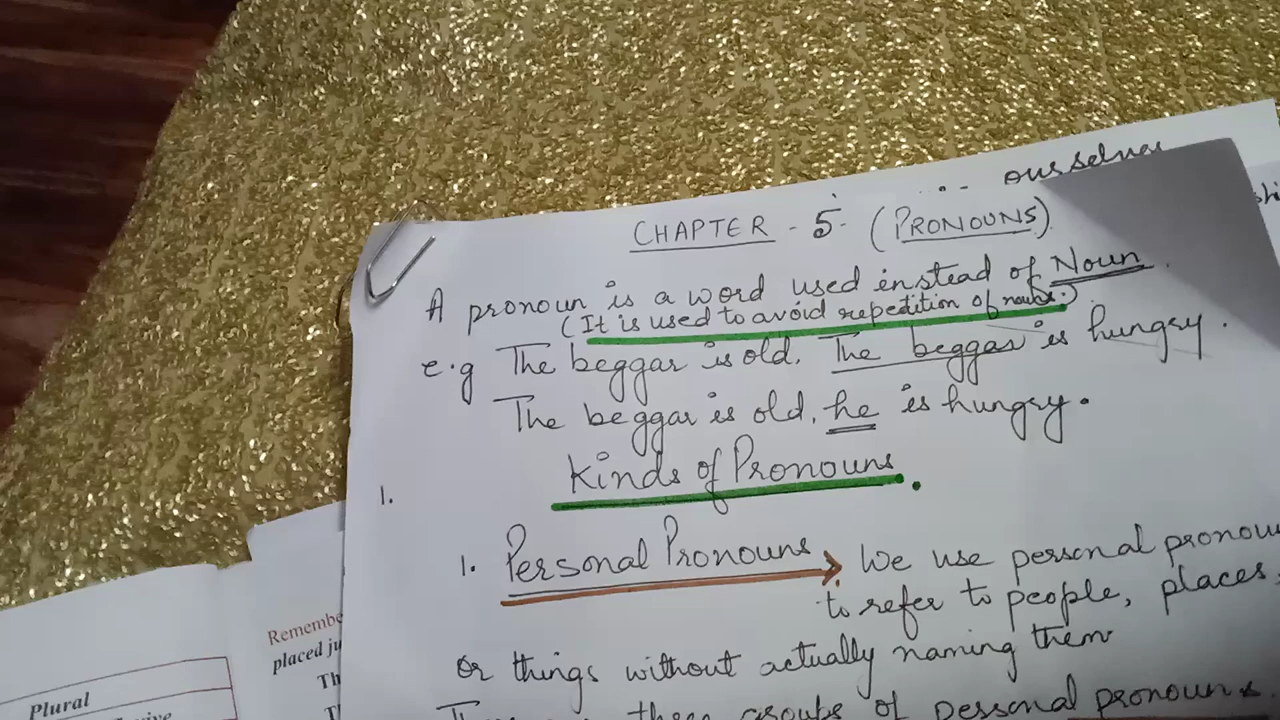 ourselves
CHAPTER - 5 - (PRONOUNS)
A pronoun is a word used instead of Noun.
(It is used to avoid repetition of nouns.)
e.g The beggar is old. The beggar is hungry.
The beggar is old, he is hungry.
Kinds of Pronouns.
1.
1. Personal Pronouns → We use personal pronou
to refer to people, places,
or things without actually naming them
three groups of personal pronouns.
Remembe
placed ju
Th
Plural